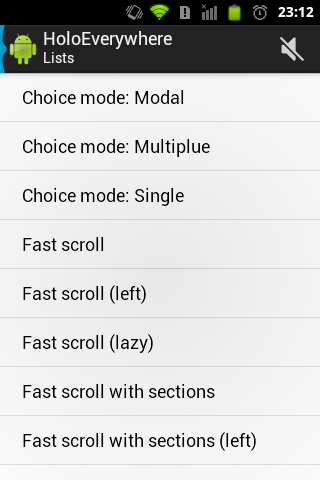 23:12
HoloEverywhere
Lists
Choice mode: Modal
Choice mode: Multiplue
Choice mode: Single
Fast scroll
Fast scroll (left)
Fast scroll (lazy)
Fast scroll with sections
Fast scroll with sections (left)